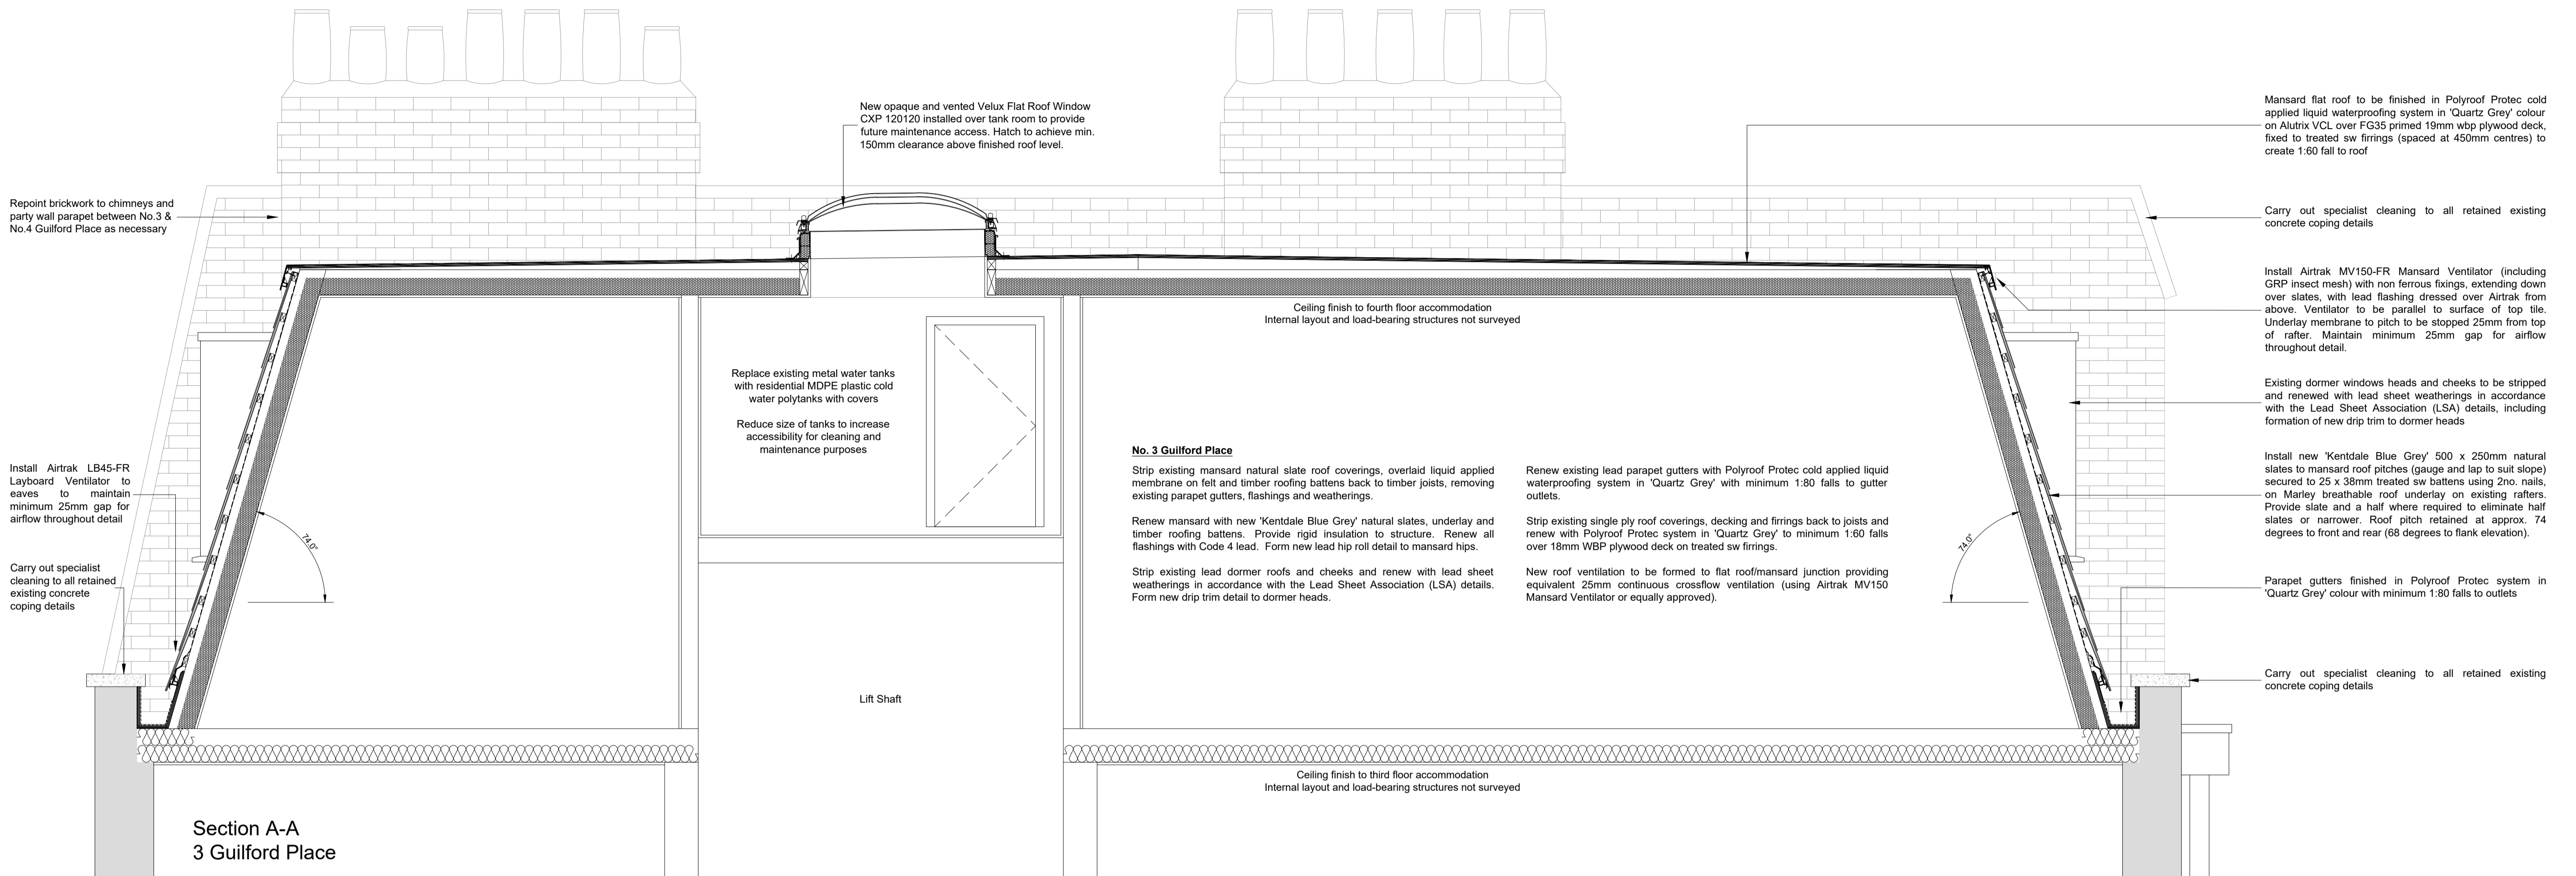 New opaque and vented Velux Flat Roof Window
CXP 120120 installed over tank room to provide
future maintenance access. Hatch to achieve min.
150mm clearance above finished roof level.
Repoint brickwork to chimneys and
party wall parapet between No.3 &
No.4 Guilford Place as necessary
Install Airtrak LB45-FR
Layboard Ventilator to
eaves to maintain
minimum 25mm gap for
airflow throughout detail
Carry out specialist
cleaning to all retained
existing concrete
coping details
74.0°
Replace existing metal water tanks
with residential MDPE plastic cold
water polytanks with covers
Reduce size of tanks to increase
accessibility for cleaning and
maintenance purposes
Lift Shaft
Ceiling finish to fourth floor accommodation
Internal layout and load-bearing structures not surveyed
No. 3 Guilford Place
Strip existing mansard natural slate roof coverings, overlaid liquid applied
membrane on felt and timber roofing battens back to timber joists, removing
existing parapet gutters, flashings and weatherings.
Renew mansard with new 'Kentdale Blue Grey' natural slates, underlay and
timber roofing battens. Provide rigid insulation to structure. Renew all
flashings with Code 4 lead. Form new lead hip roll detail to mansard hips.
Strip existing lead dormer roofs and cheeks and renew with lead sheet
weatherings in accordance with the Lead Sheet Association (LSA) details.
Form new drip trim detail to dormer heads.
Renew existing lead parapet gutters with Polyroof Protec cold applied liquid
waterproofing system in 'Quartz Grey' with minimum 1:80 falls to gutter
outlets.
Strip existing single ply roof coverings, decking and firrings back to joists and
renew with Polyroof Protec system in 'Quartz Grey' to minimum 1:60 falls
over 18mm WBP plywood deck on treated sw firrings.
New roof ventilation to be formed to flat roof/mansard junction providing
equivalent 25mm continuous crossflow ventilation (using Airtrak MV150
Mansard Ventilator or equally approved).
74.0°
Ceiling finish to third floor accommodation
Internal layout and load-bearing structures not surveyed
Mansard flat roof to be finished in Polyroof Protec cold
applied liquid waterproofing system in 'Quartz Grey' colour
on Alutrix VCL over FG35 primed 19mm wbp plywood deck,
fixed to treated sw firrings (spaced at 450mm centres) to
create 1:60 fall to roof
Carry out specialist cleaning to all retained existing
concrete coping details
Install Airtrak MV150-FR Mansard Ventilator (including
GRP insect mesh) with non ferrous fixings, extending down
over slates, with lead flashing dressed over Airtrak from
above. Ventilator to be parallel to surface of top tile.
Underlay membrane to pitch to be stopped 25mm from top
of rafter. Maintain minimum 25mm gap for airflow
throughout detail.
Existing dormer windows heads and cheeks to be stripped
and renewed with lead sheet weatherings in accordance
with the Lead Sheet Association (LSA) details, including
formation of new drip trim to dormer heads
Install new 'Kentdale Blue Grey' 500 x 250mm natural
slates to mansard roof pitches (gauge and lap to suit slope)
secured to 25 x 38mm treated sw battens using 2no. nails,
on Marley breathable roof underlay on existing rafters.
Provide slate and a half where required to eliminate half
slates or narrower. Roof pitch retained at approx. 74
degrees to front and rear (68 degrees to flank elevation).
Parapet gutters finished in Polyroof Protec system in
'Quartz Grey' colour with minimum 1:80 falls to outlets
Carry out specialist cleaning to all retained existing
concrete coping details
Section A-A
3 Guilford Place